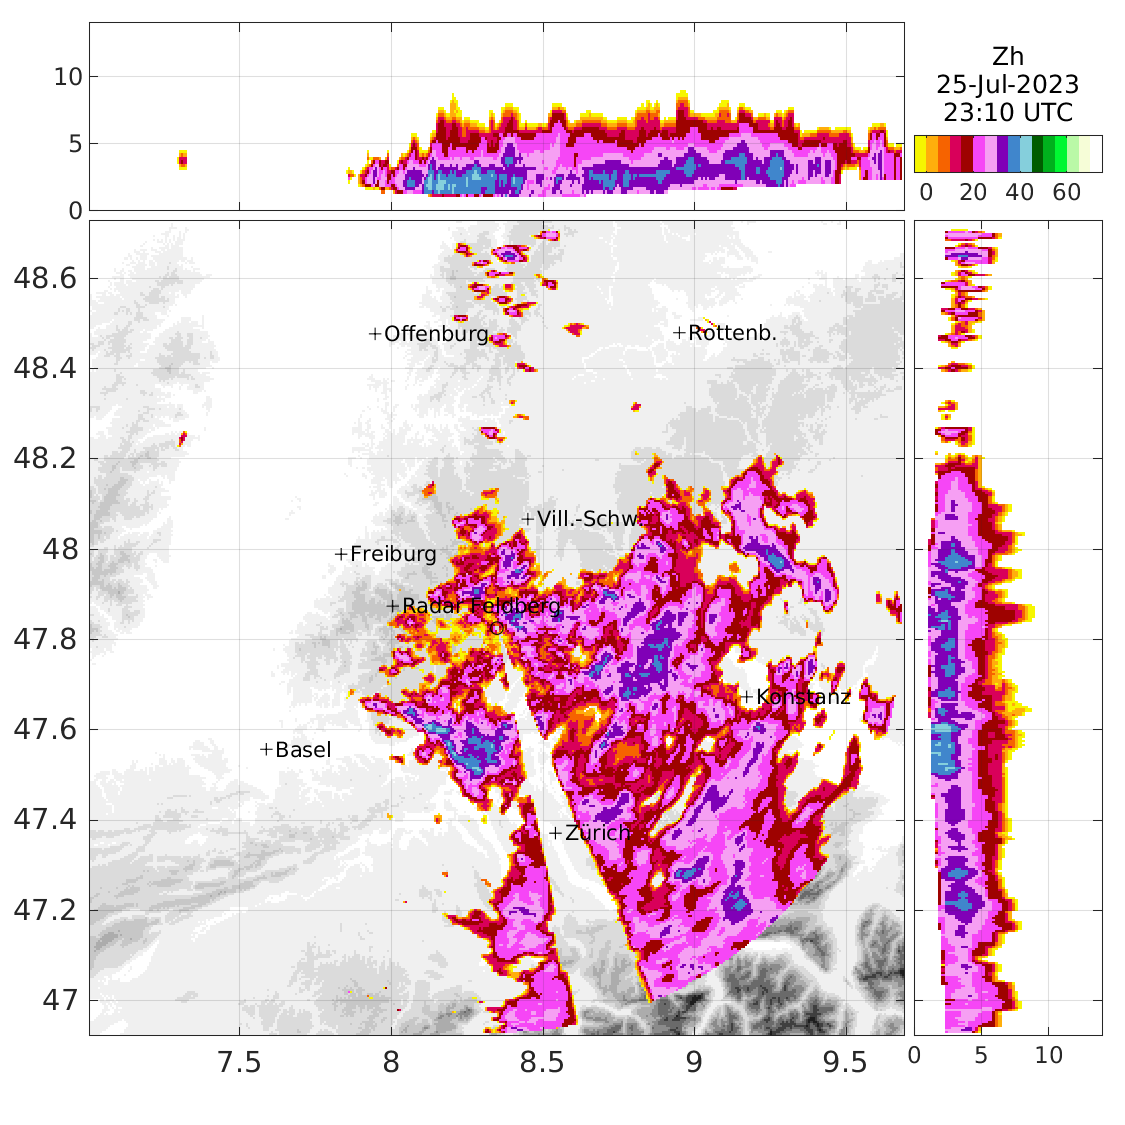 10
5
0
Zh
25-Jul-2023
23:10 UTC
0 20 40 60
48.6
48.4
48.2
48
47.8
47.6
47.4
47.2
47
+Offenburg
+Rottenb.
+Vill.-Schw.
+Freiburg
+Radar Feldberg
+Konstanz
+Basel
+Zürich
7.5 8 8.5 9 9.5
0 5 10